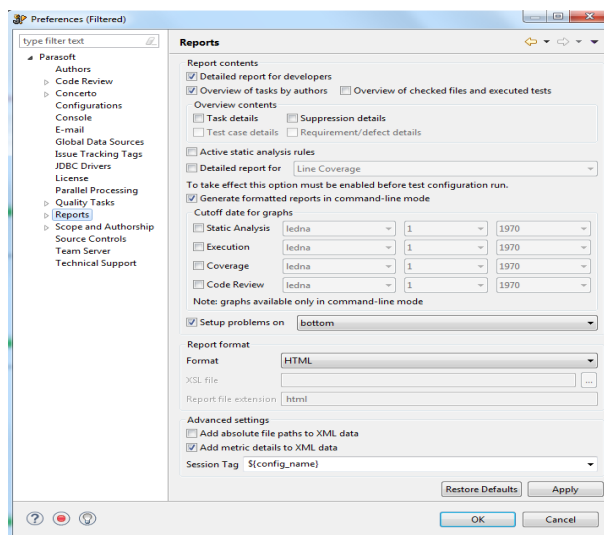 Preferences (Filtered)
type filter text
Parasoft
Authors
Code Review
Concerto
Configurations
Console
E-mail
Global Data Sources
Issue Tracking Tags
JDBC Drivers
License
Parallel Processing
Quality Tasks
Reports
Scope and Authorship
Source Controls
Team Server
Technical Support
Reports
Report contents
Detailed report for developers
Overview of tasks by authors Overview of checked files and executed tests
Overview contents
Task details Suppression details
Test case details Requirement/defect details
Active static analysis rules
Detailed report for Line Coverage
To take effect this option must be enabled before test configuration run.
Generate formatted reports in command-line mode
Cutoff date for graphs
Static Analysis ledna 1 1970
Execution ledna 1 1970
Coverage ledna 1 1970
Code Review ledna 1 1970
Note: graphs available only in command-line mode
Setup problems on bottom
Report format
Format HTML
XSL file ...
Report file extension html
Advanced settings
Add absolute file paths to XML data
Add metric details to XML data
Session Tag ${config_name}
Restore Defaults Apply
OK Cancel